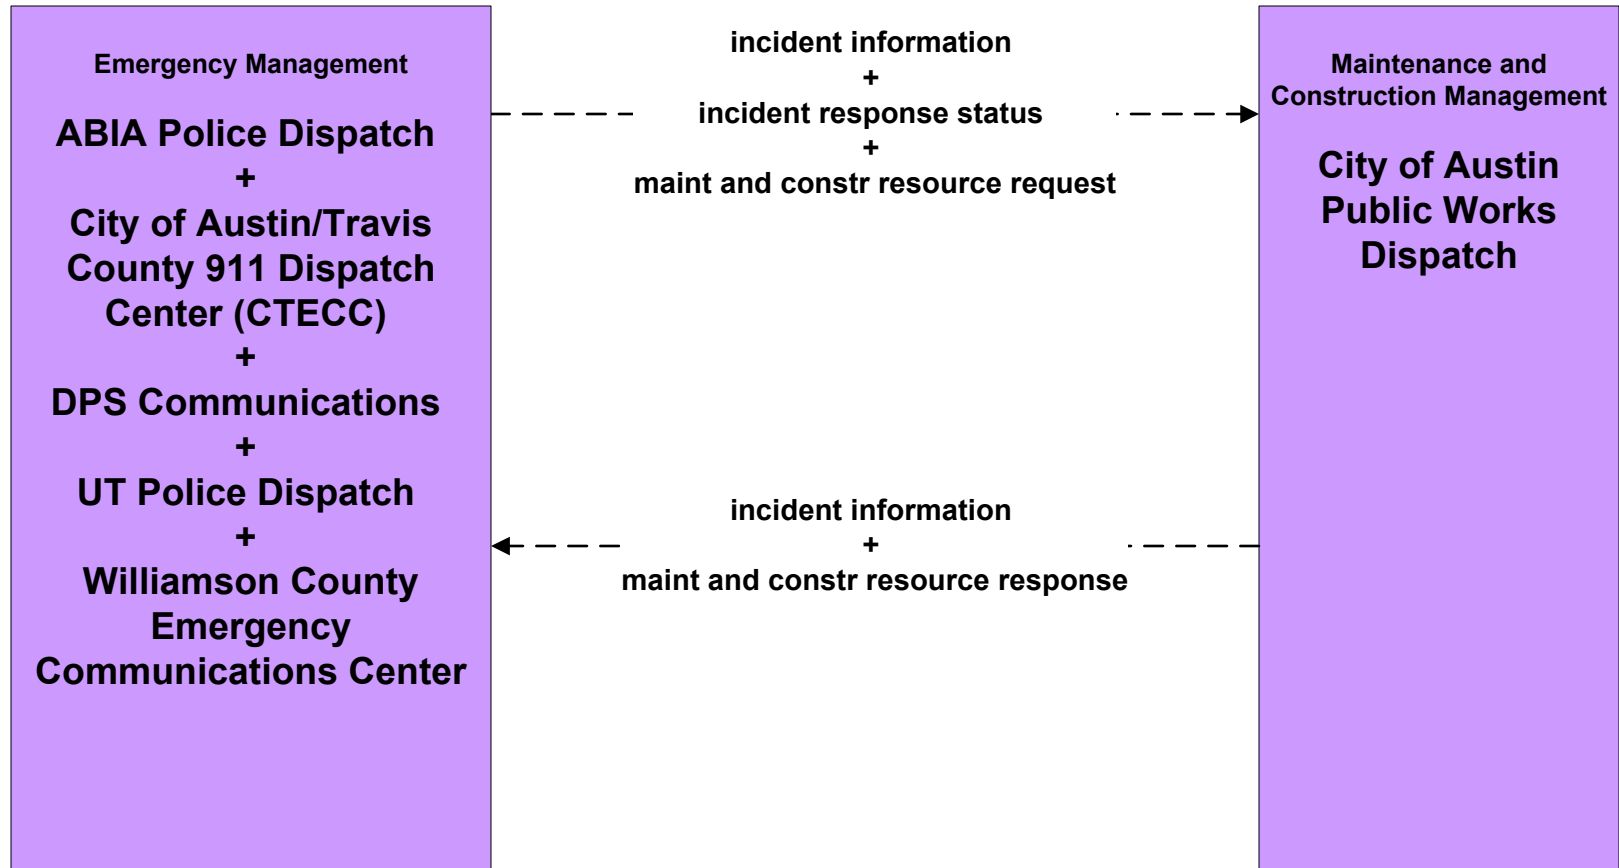 Emergency Management
ABIA Police Dispatch
+
City of Austin/Travis
County 911 Dispatch
Center (CTECC)
+
DPS Communications
+
UT Police Dispatch
+
Williamson County
Emergency
Communications Center
incident information
+
incident response status
+
maint and constr resource request
incident information
+
maint and constr resource response
Maintenance and
Construction Management
City of Austin
Public Works
Dispatch